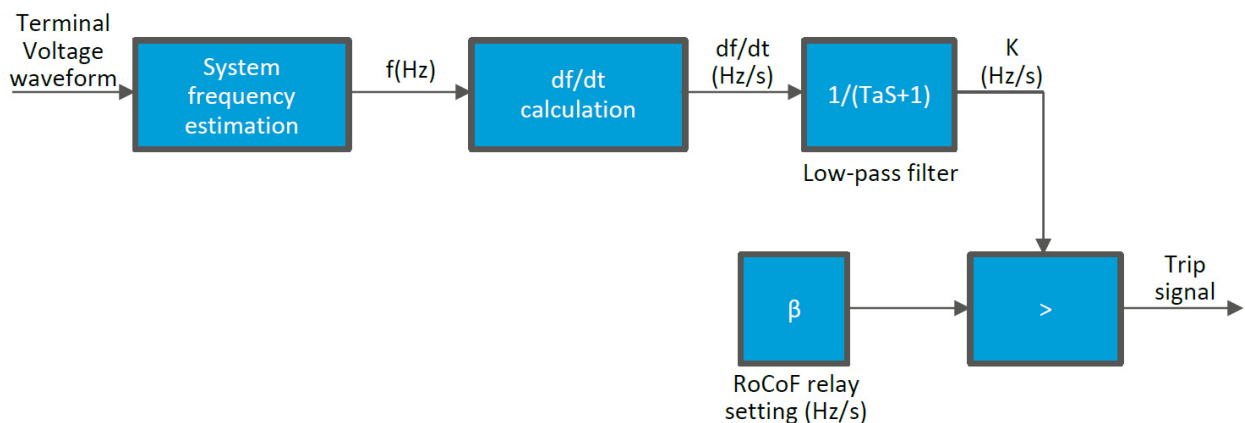 Terminal
Voltage
waveform
System
frequency
estimation
f(Hz)
df/dt
calculation
df/dt
(Hz/s)
1/(TaS+1)
Low-pass filter
K
(Hz/s)
β
RoCoF relay
setting (Hz/s)
>
Trip
signal